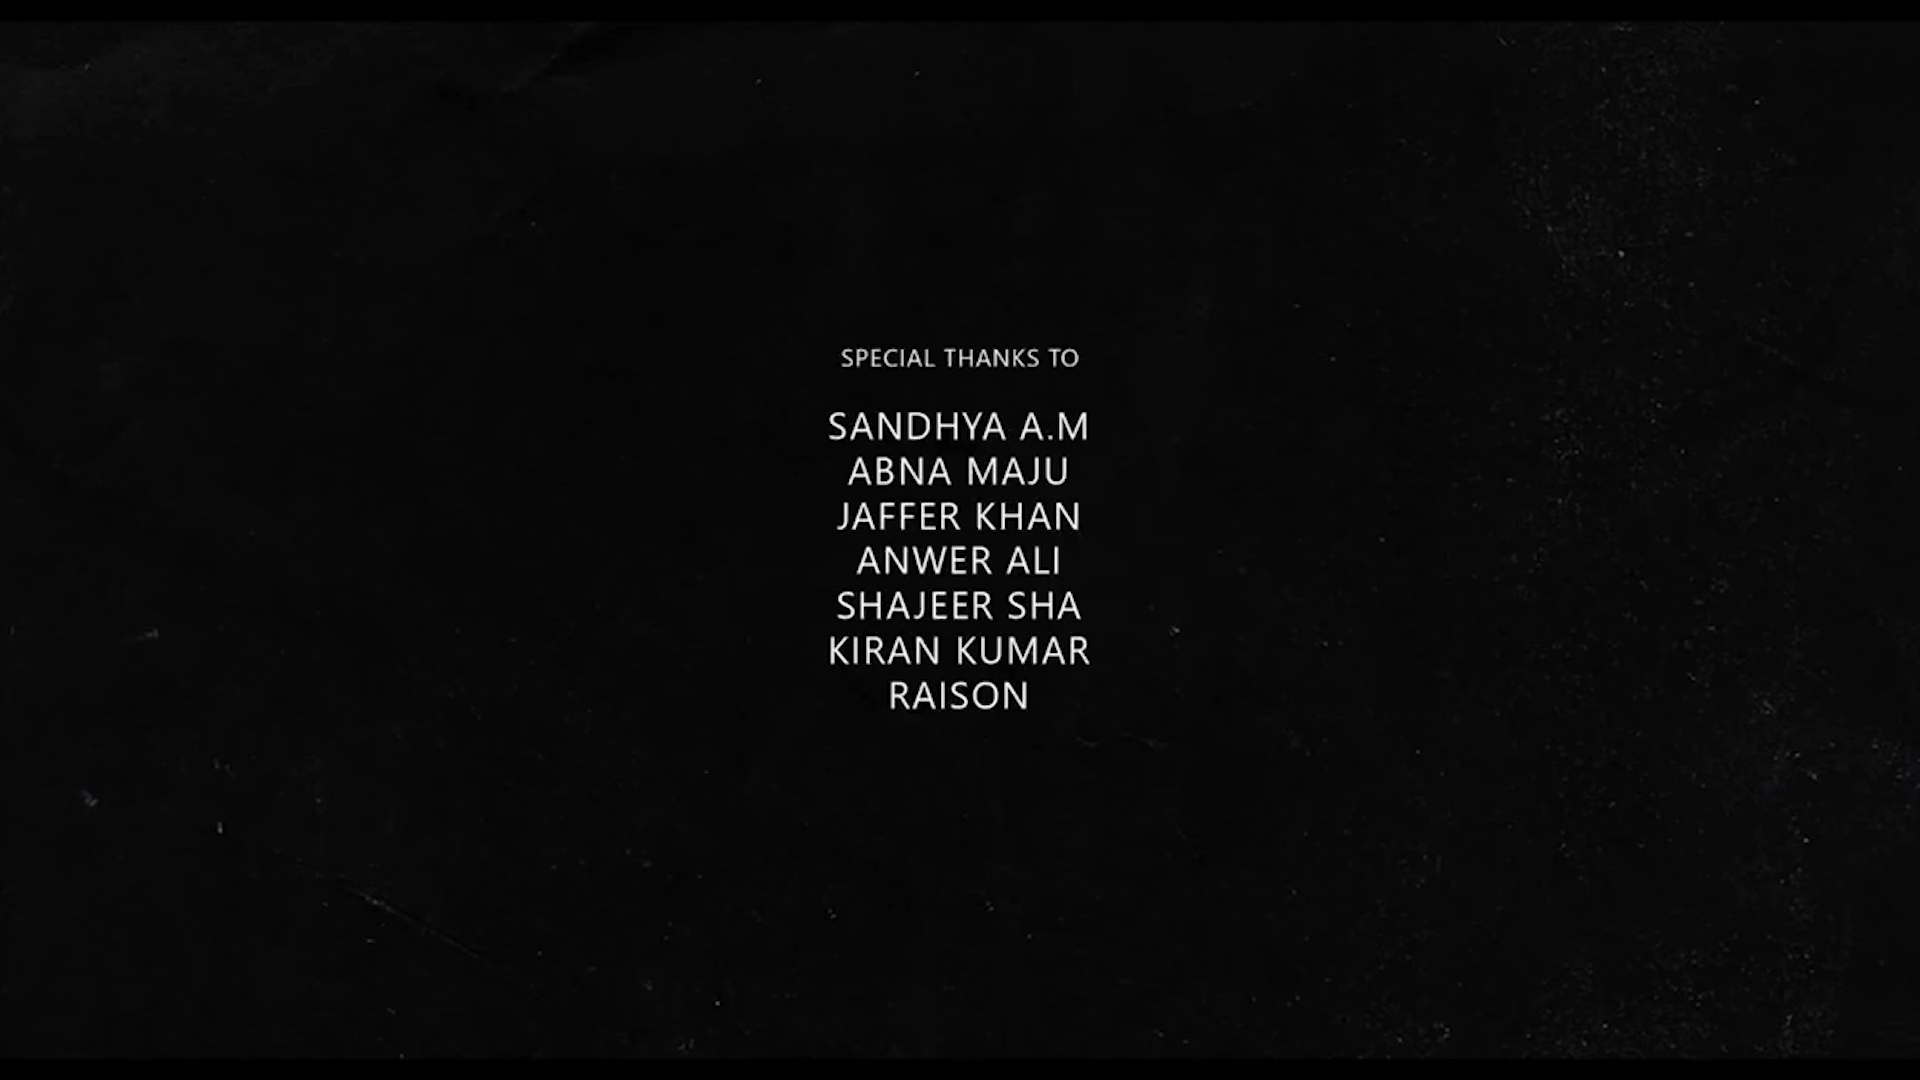 SPECIAL THANKS TO
SANDHYA A.M
ABNA MAJU
JAFFER KHAN
ANWER ALI
SHAJEER SHA
KIRAN KUMAR
RAISON